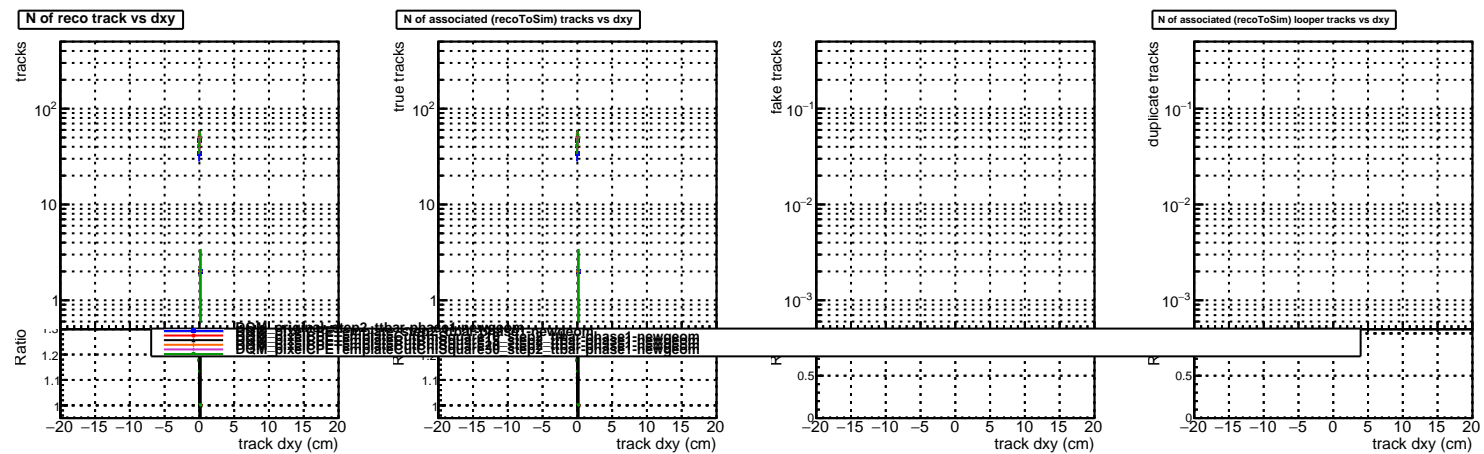 N of reco track vs dxy
N of associated (recoToSim) tracks vs dxy
N of associated (recoToSim) looper tracks vs dxy
tracks
10²
10
1
true tracks
10²
10
1
fake tracks
10⁻¹
10⁻²
10⁻³
duplicate tracks
10⁻¹
10⁻²
10⁻³
DQM_pixelCPETemplateCutChiSquare30_step2_ttbar-phase1-newgeom
Ratio
1.2
1.1
1
1.1
1
0.5
0
0.5
0
−20 −15 −10 −5 0 5 10 15 20
−20 −15 −10 −5 0 5 10 15 20
−20 −15 −10 −5 0 5 10 15 20
−20 −15 −10 −5 0 5 10 15 20
track dxy (cm)
track dxy (cm)
track dxy (cm)
track dxy (cm)